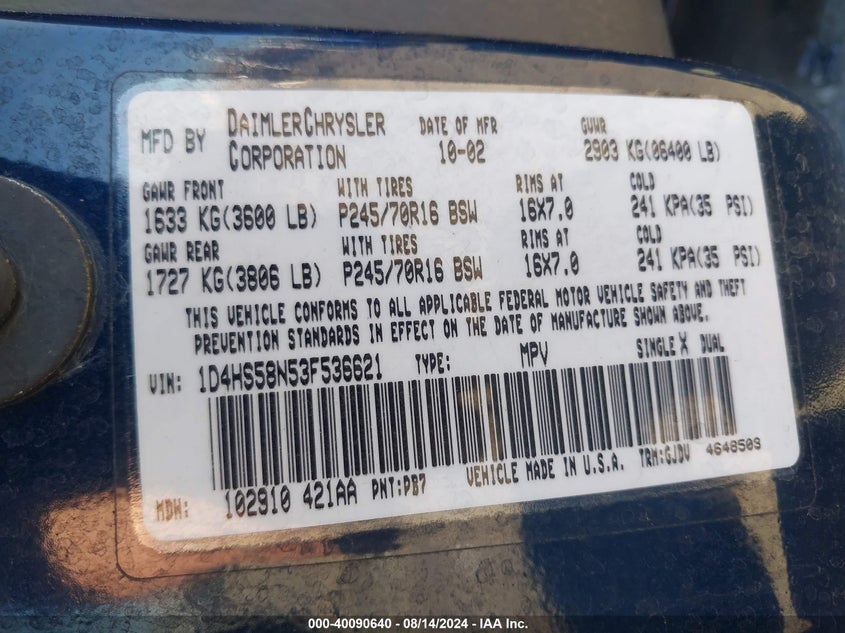 MFD BY DAIMLERCHRYSLER CORPORATION DATE OF MFR 10-02 GVWR 2903 KG(06400 LB)
GAWR FRONT WITH TIRES RIMS AT COLD
1633 KG(3600 LB) P245/70R16 BSW 16X7.0 241 KPA(35 PSI)
GAWR REAR WITH TIRES RIMS AT COLD
1727 KG(3806 LB) P245/70R16 BSW 16X7.0 241 KPA(35 PSI)
THIS VEHICLE CONFORMS TO ALL APPLICABLE FEDERAL MOTOR VEHICLE SAFETY AND THEFT
PREVENTION STANDARDS IN EFFECT ON THE DATE OF MANUFACTURE SHOWN ABOVE.
VIN: 1D4HS58N53F536621 TYPE: MPV SINGLE X DUAL
MDH: 102910 421AA PNT:PB7 VEHICLE MADE IN U.S.A. TRM:GJDV 4648509
000-40090640 - 08/14/2024 - IAA Inc.